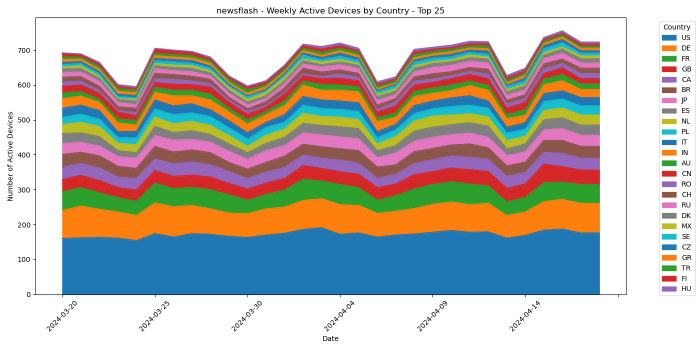 newsflash - Weekly Active Devices by Country - Top 25
Number of Active Devices
700
600
500
400
300
200
100
0
2024-03-20
2024-03-25
2024-03-30
2024-04-04
2024-04-09
2024-04-14
Date
Country
US
DE
FR
GB
CA
BR
JP
ES
NL
PL
IT
IN
AU
CN
RO
CH
RU
DK
MX
SE
CZ
GR
TR
FI
HU